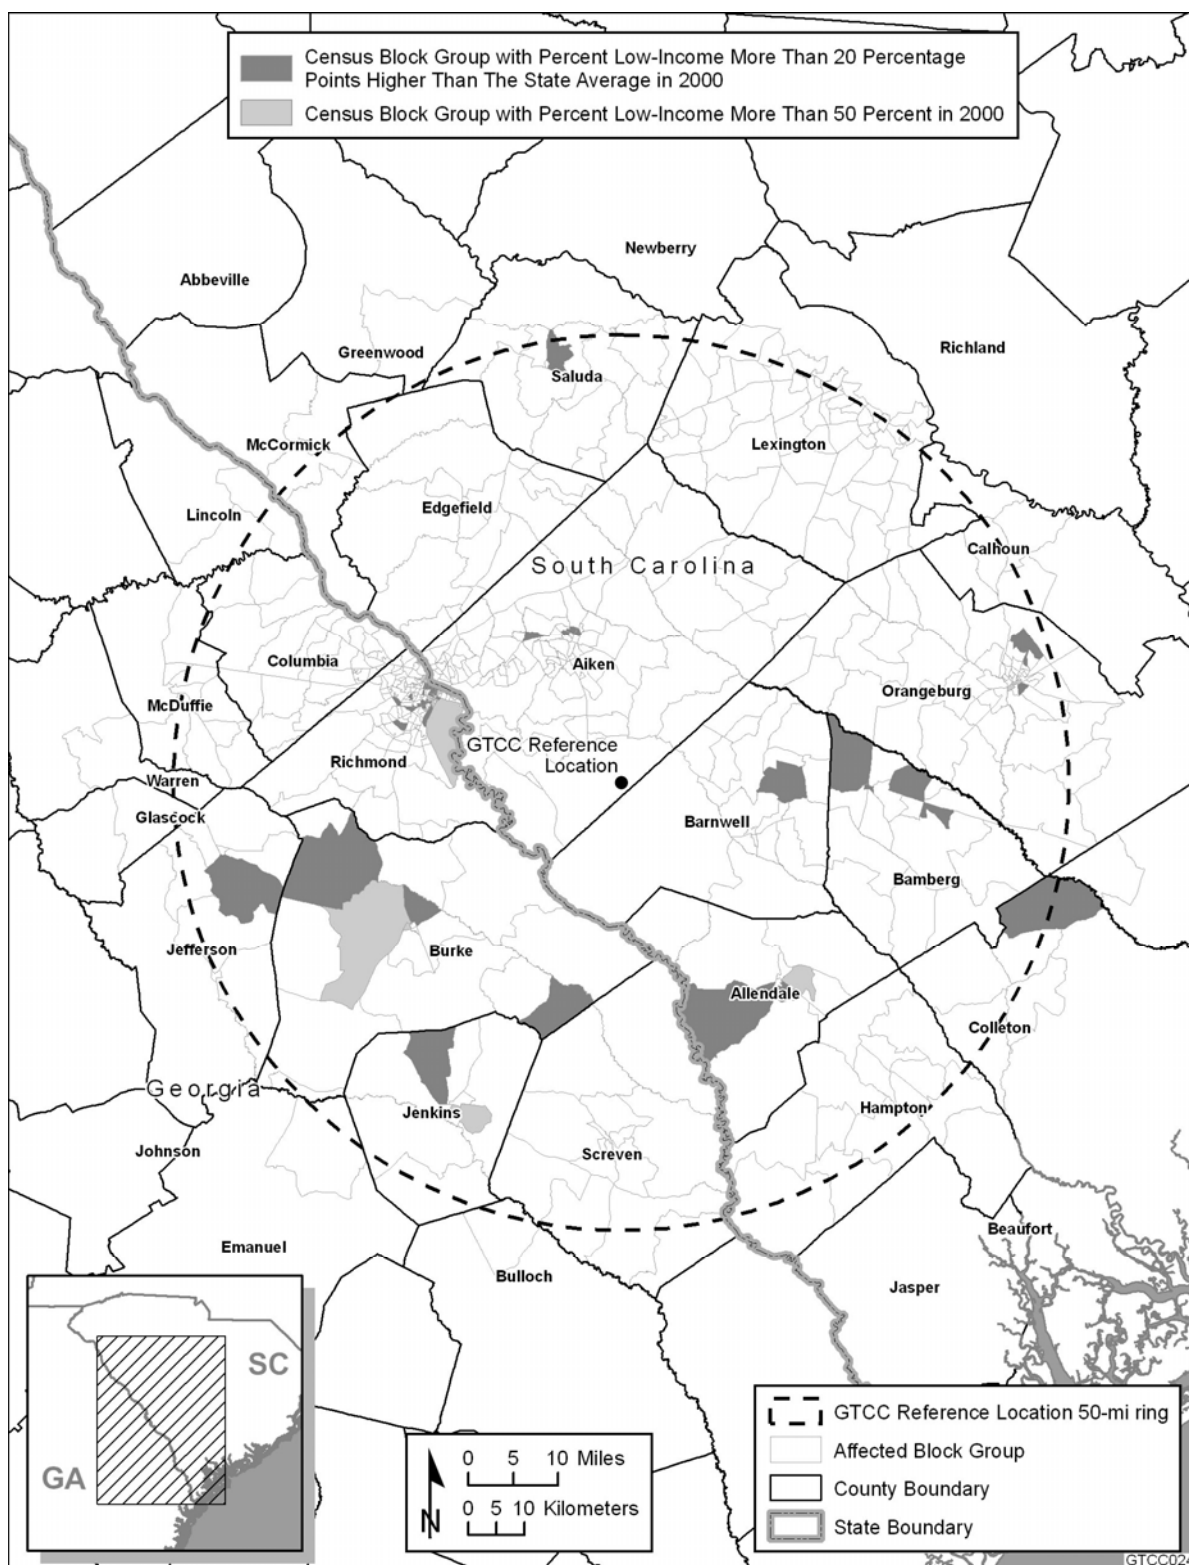 Census Block Group with Percent Low-Income More Than 20 Percentage
Points Higher Than The State Average in 2000
Census Block Group with Percent Low-Income More Than 50 Percent in 2000
Newberry
Abbeville
Greenwood
Richland
Saluda
McCormick
Lexington
Edgefield
Lincoln
Calhoun
South Carolina
Columbia
Aiken
Orangeburg
McDuffie
GTCC Reference
Location
Richmond
Warren
Glascock
Barnwell
Bamberg
Jefferson
Burke
Allendale
Colleton
Georgia
Jenkins
Hampton
Johnson
Screven
Beaufort
Emanuel
Bulloch
Jasper
SC
GA
0 5 10 Miles
0 5 10 Kilometers
N
GTCC Reference Location 50-mi ring
Affected Block Group
County Boundary
State Boundary
GTCC02